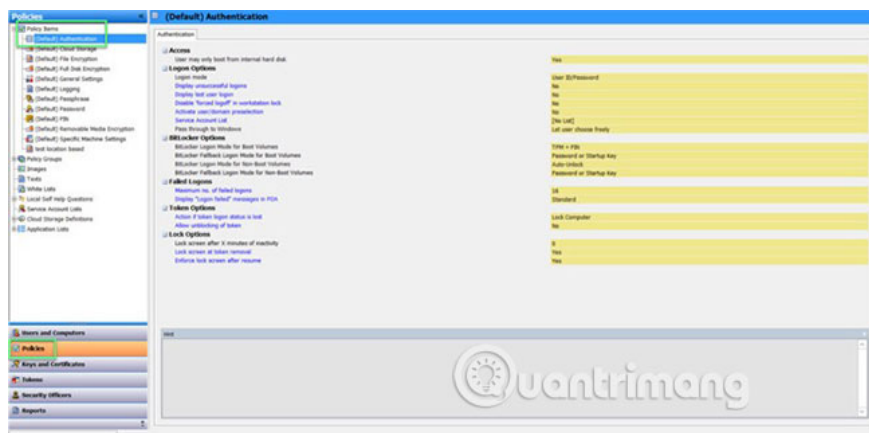 Policies
Policy Items
(Default) Authentication
(Default) Cloud Storage
(Default) File Encryption
(Default) Full Disk Encryption
(Default) General Settings
(Default) Logging
(Default) Passphrase
(Default) Password
(Default) PIN
(Default) Removable Media Encryption
(Default) Specific Machine Settings
test location based
Policy Groups
Images
Texts
White Lists
Local Self Help Questions
Service Account Lists
Cloud Storage Definitions
Application Lists
Users and Computers
Policies
Keys and Certificates
Tokens
Security Officers
Reports
(Default) Authentication
Authentication
Access
User may only boot from internal hard disk Yes
Logon Options
Logon mode User ID/Password
Display unsuccessful logons No
Display last user logon No
Disable 'forced logoff' in workstation lock No
Activate user/domain preselection No
Service Account List [No List]
Pass through to Windows Let user choose freely
BitLocker Options
BitLocker Logon Mode for Boot Volumes TPM + PIN
BitLocker Fallback Logon Mode for Boot Volumes Password or Startup Key
BitLocker Logon Mode for Non-Boot Volumes Auto-Unlock
BitLocker Fallback Logon Mode for Non-Boot Volumes Password or Startup Key
Failed Logons
Maximum no. of failed logons 16
Display "Logon failed" messages in POA Standard
Token Options
Action if token logon status is lost Lock Computer
Allow unblocking of token No
Lock Options
Lock screen after X minutes of inactivity 0
Lock screen at token removal Yes
Enforce lock screen after resume Yes
Hint
Quantrimang